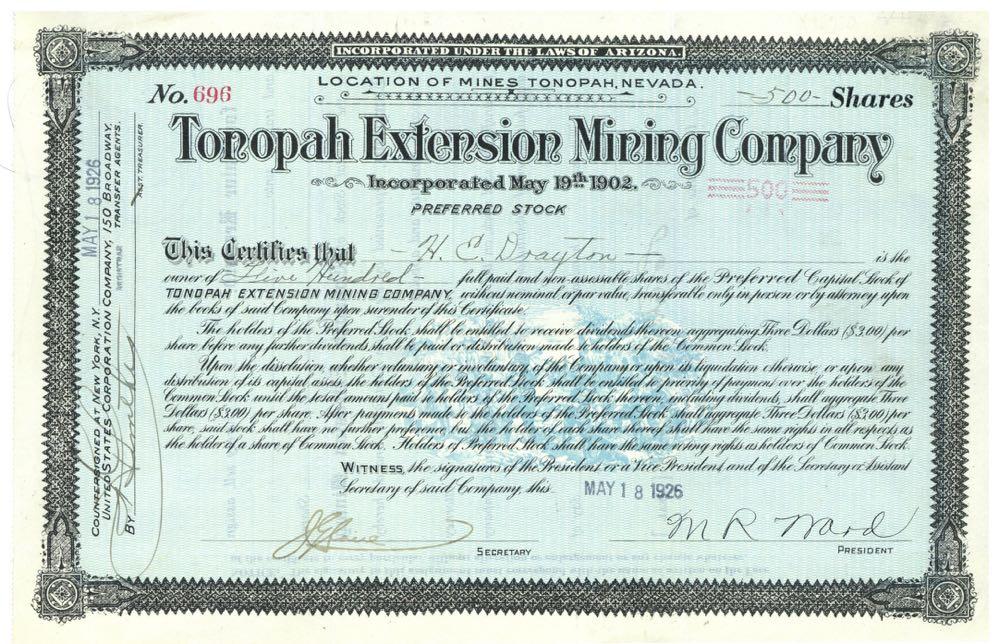 INCORPORATED UNDER THE LAWS OF ARIZONA.
LOCATION OF MINES TONOPAH, NEVADA.
No. 696
-500- Shares
Tonopah Extension Mining Company
Incorporated May 19th 1902.
500
PREFERRED STOCK
This Certifies that - H. C. Drayton - is the
owner of - Five Hundred - full paid and non-assessable shares of the Preferred Capital Stock of
TONOPAH EXTENSION MINING COMPANY, without nominal or par value, transferable only in person or by attorney upon
the books of said Company upon surrender of this Certificate.
The holders of the Preferred Stock shall be entitled to receive dividends thereon aggregating Three Dollars ($3.00) per
share before any further dividends shall be paid or distribution made to holders of the Common Stock.
Upon the dissolution whether voluntary or involuntary of the Company or upon its liquidation otherwise or upon any
distribution of its capital assets, the holders of the Preferred Stock shall be entitled to priority of payment over the holders of the
Common Stock until the total amount paid to holders of the Preferred Stock thereon, including dividends, shall aggregate Three
Dollars ($3.00) per share. After payments made to the holders of the Preferred Stock shall aggregate Three Dollars ($3.00) per
share, said stock shall have no further preference but the holder of each share thereof shall have the same rights in all respects as
the holder of a share of Common Stock. Holders of Preferred Stock shall have the same voting rights as holders of Common Stock.
WITNESS, the signatures of the President or a Vice President and of the Secretary or Assistant
Secretary of said Company, this MAY 18 1926
M R Ward
SECRETARY
PRESIDENT
COUNTERSIGNED AT NEW YORK, N.Y. MAY 18 1926
UNITED STATES CORPORATION COMPANY, 150 BROADWAY,
TRANSFER AGENTS.
REGISTRAR
BY
ASST. TREASURER